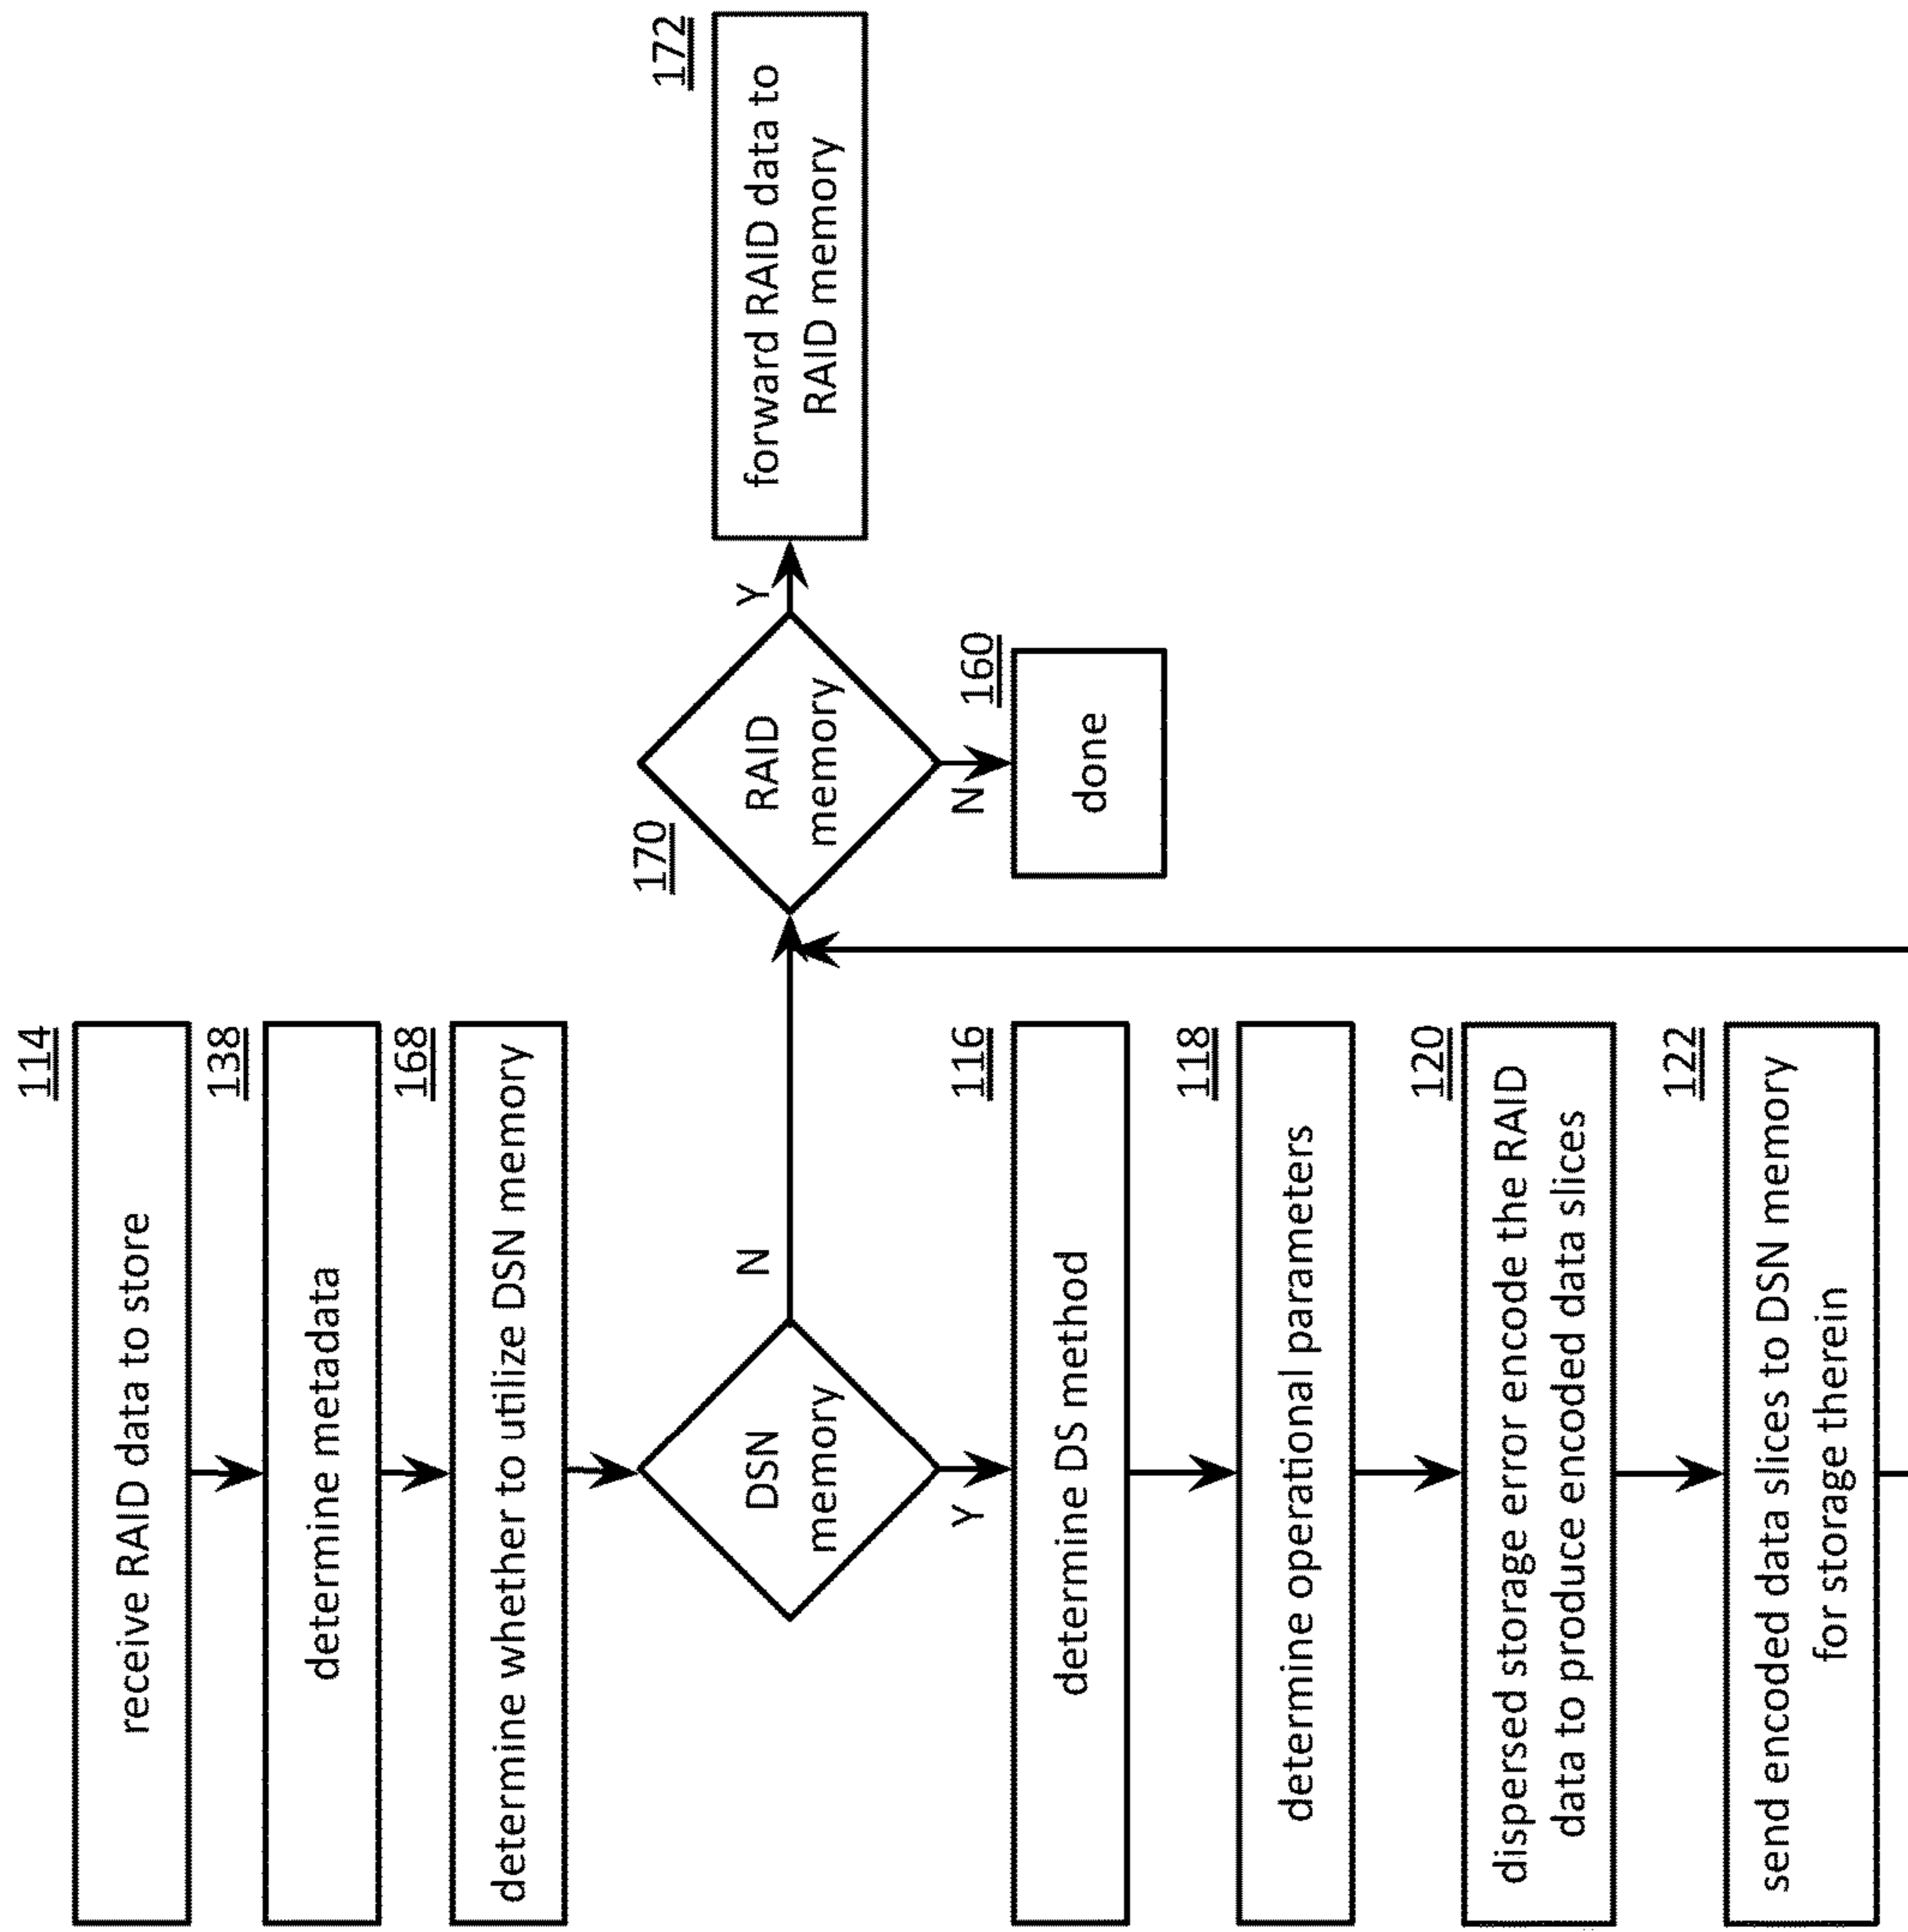 114
receive RAID data to store
138
determine metadata
168
determine whether to utilize DSN memory
DSN
memory
N
Y
116
determine DS method
118
determine operational parameters
120
dispersed storage error encode the RAID
data to produce encoded data slices
122
send encoded data slices to DSN memory
for storage therein
170
RAID
memory
Y
N
172
forward RAID data to
RAID memory
160
done